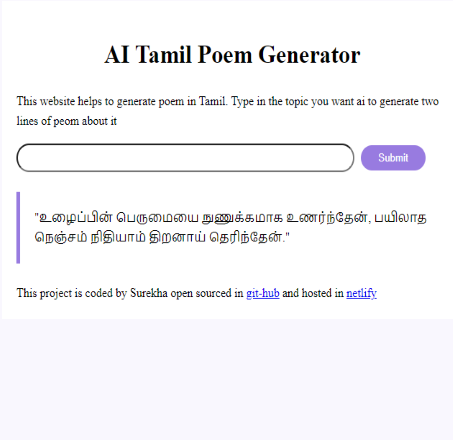 AI Tamil Poem Generator
This website helps to generate poem in Tamil. Type in the topic you want ai to generate two
lines of peom about it
Submit
"உழைப்பின் பெருமையை நுணுக்கமாக உணர்ந்தேன், பயிலாத
நெஞ்சம் நிதியாம் திறனாய் தெரிந்தேன்."
This project is coded by Surekha open sourced in git-hub and hosted in netlify